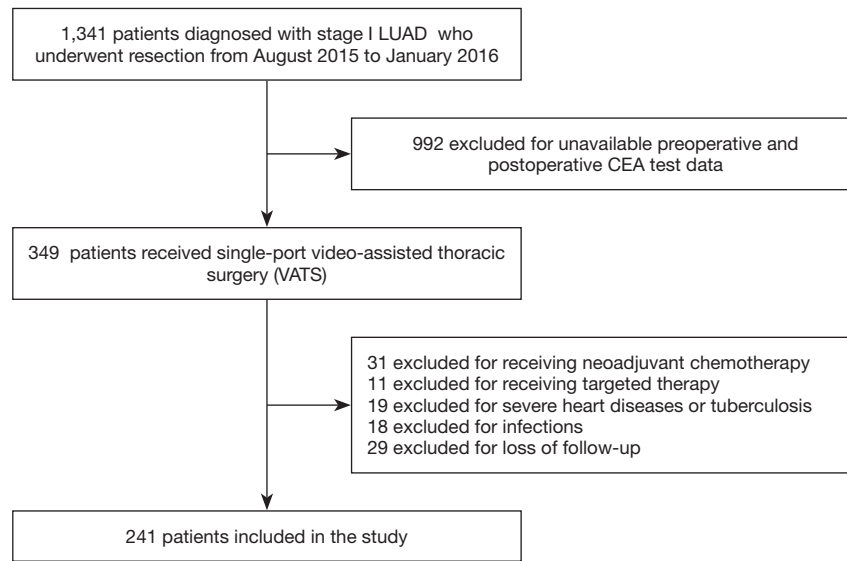 1,341 patients diagnosed with stage I LUAD who
underwent resection from August 2015 to January 2016
992 excluded for unavailable preoperative and
postoperative CEA test data
349 patients received single-port video-assisted thoracic
surgery (VATS)
31 excluded for receiving neoadjuvant chemotherapy
11 excluded for receiving targeted therapy
19 excluded for severe heart diseases or tuberculosis
18 excluded for infections
29 excluded for loss of follow-up
241 patients included in the study